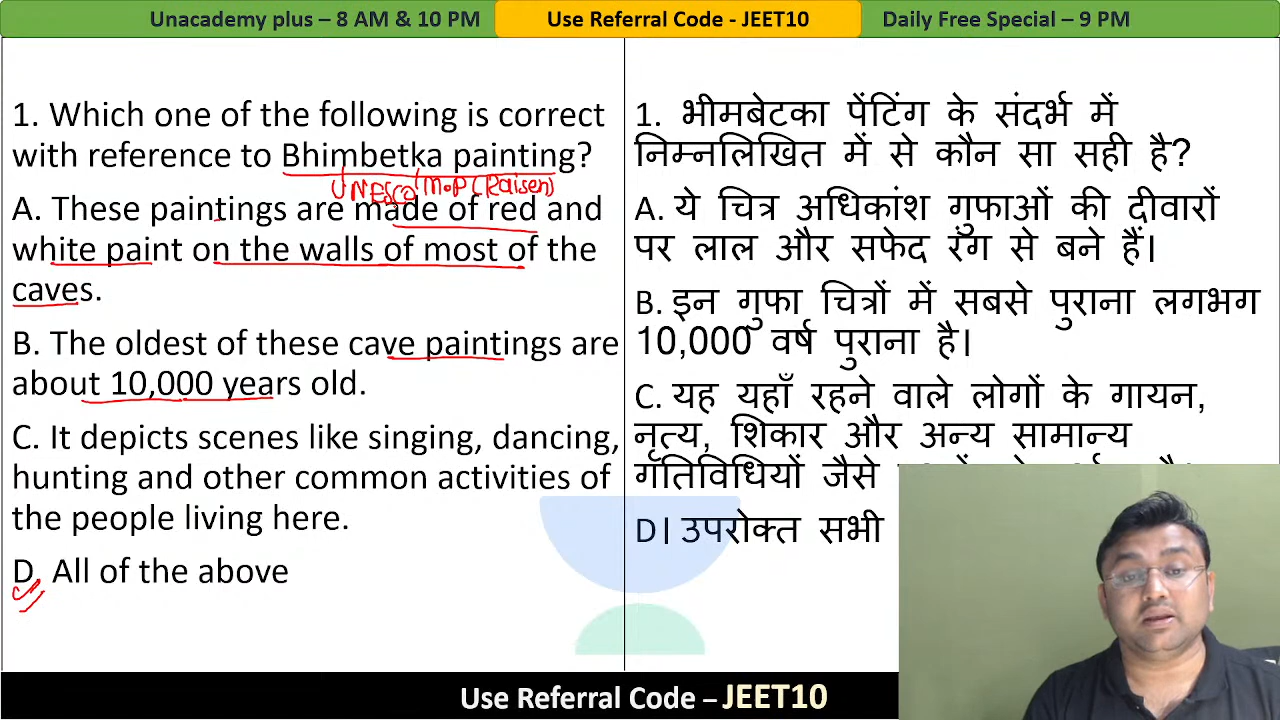 Unacademy plus – 8 AM & 10 PM
Use Referral Code - JEET10
Daily Free Special – 9 PM
1. Which one of the following is correct
with reference to Bhimbetka painting?
UNESCO M.P (Raisen)
A. These paintings are made of red and
white paint on the walls of most of the
caves.
B. The oldest of these cave paintings are
about 10,000 years old.
C. It depicts scenes like singing, dancing,
hunting and other common activities of
the people living here.
D. All of the above
1. भीमबेटका पेंटिंग के संदर्भ में
निम्नलिखित में से कौन सा सही है?
A. ये चित्र अधिकांश गुफाओं की दीवारों
पर लाल और सफेद रंग से बने हैं।
B. इन गुफा चित्रों में सबसे पुराना लगभग
10,000 वर्ष पुराना है।
C. यह यहाँ रहने वाले लोगों के गायन,
नृत्य, शिकार और अन्य सामान्य
गतिविधियों जैसे
D। उपरोक्त सभी
Use Referral Code – JEET10